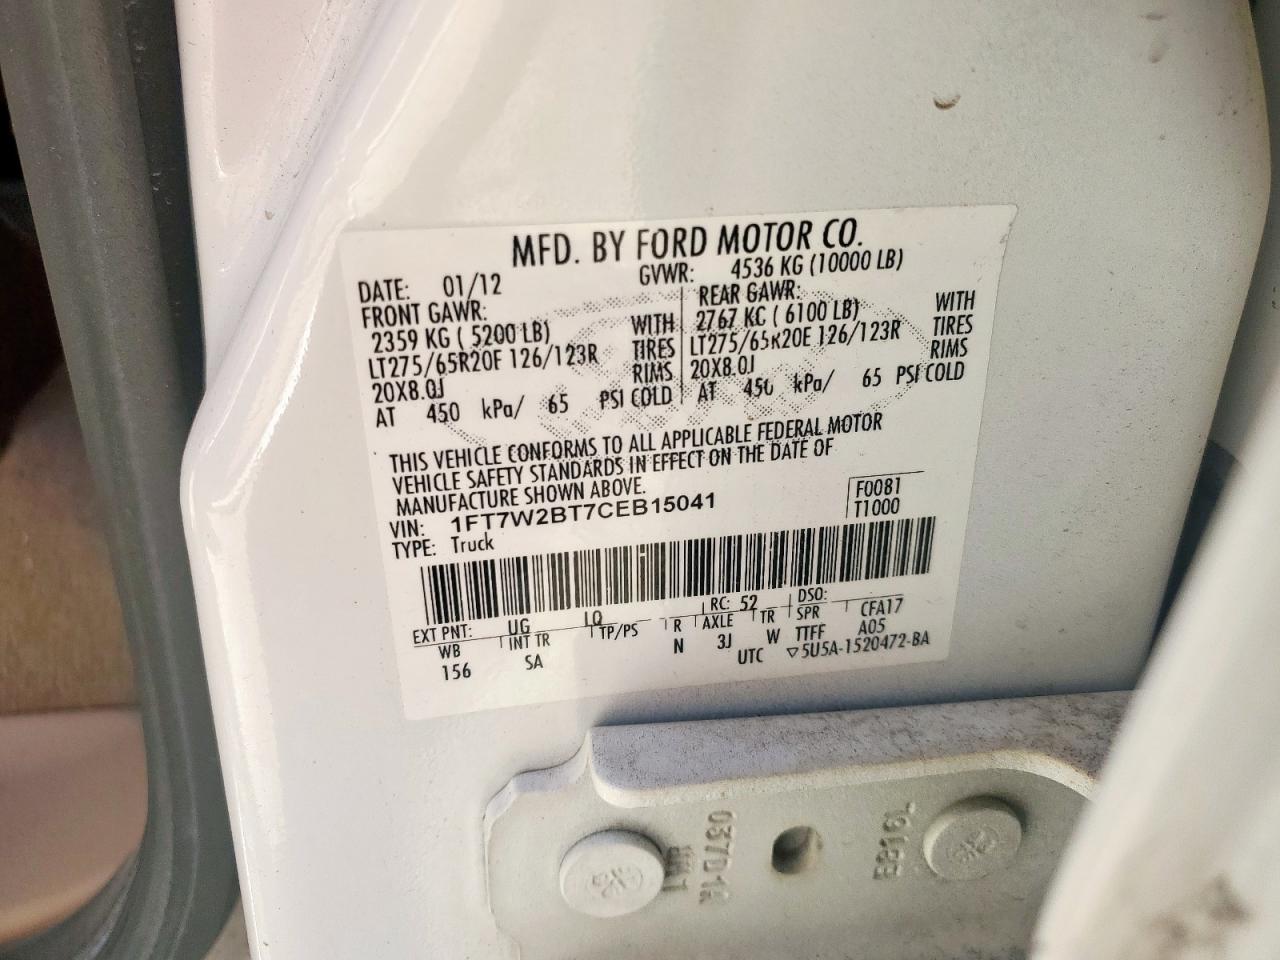 MFD. BY FORD MOTOR CO.
DATE: 01/12 GVWR: 4536 KG (10000 LB)
FRONT GAWR: REAR GAWR:
2359 KG ( 5200 LB) WITH 2767 KG ( 6100 LB) WITH
LT275/65R20E 126/123R TIRES LT275/65R20E 126/123R TIRES
20X8.0J RIMS 20X8.0J RIMS
AT 450 kPa/ 65 PSI COLD AT 450 kPa/ 65 PSI COLD
THIS VEHICLE CONFORMS TO ALL APPLICABLE FEDERAL MOTOR
VEHICLE SAFETY STANDARDS IN EFFECT ON THE DATE OF
MANUFACTURE SHOWN ABOVE.
VIN: 1FT7W2BT7CEB15041 F0081
TYPE: Truck T1000
EXT PNT: UG LQ RC: 52 DSO:
WB INT TR TP/PS R AXLE TR SPR CFA17
156 SA N 3J W TTFF A05
UTC ▽5U5A-1520472-BA